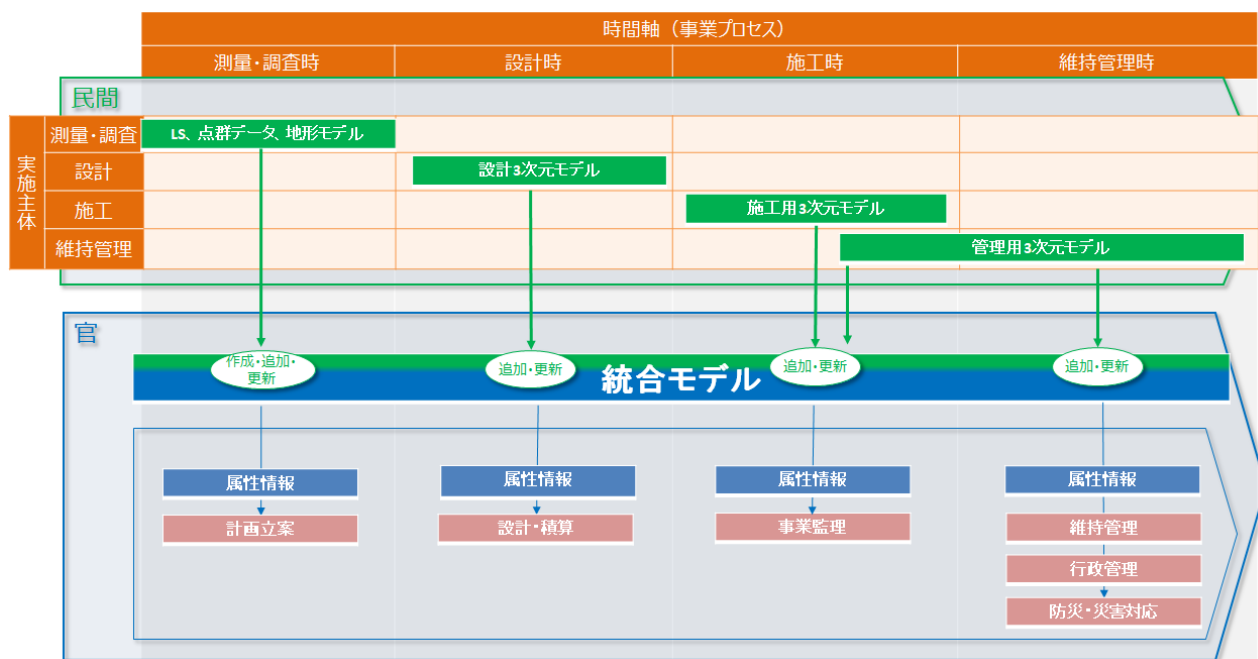 時間軸（事業プロセス）
測量・調査時
設計時
施工時
維持管理時
民間
実施主体
測量・調査
LS、点群データ、地形モデル
設計
設計3次元モデル
施工
施工用3次元モデル
維持管理
管理用3次元モデル
官
作成・追加・
更新
追加・更新
統合モデル
追加・更新
追加・更新
属性情報
属性情報
属性情報
属性情報
計画立案
設計・積算
事業監理
維持管理
行政管理
防災・災害対応